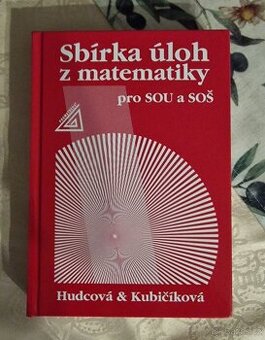 Sbírka úloh
z matematiky
pro SOU a SOŠ
Hudcová & Kubičíková